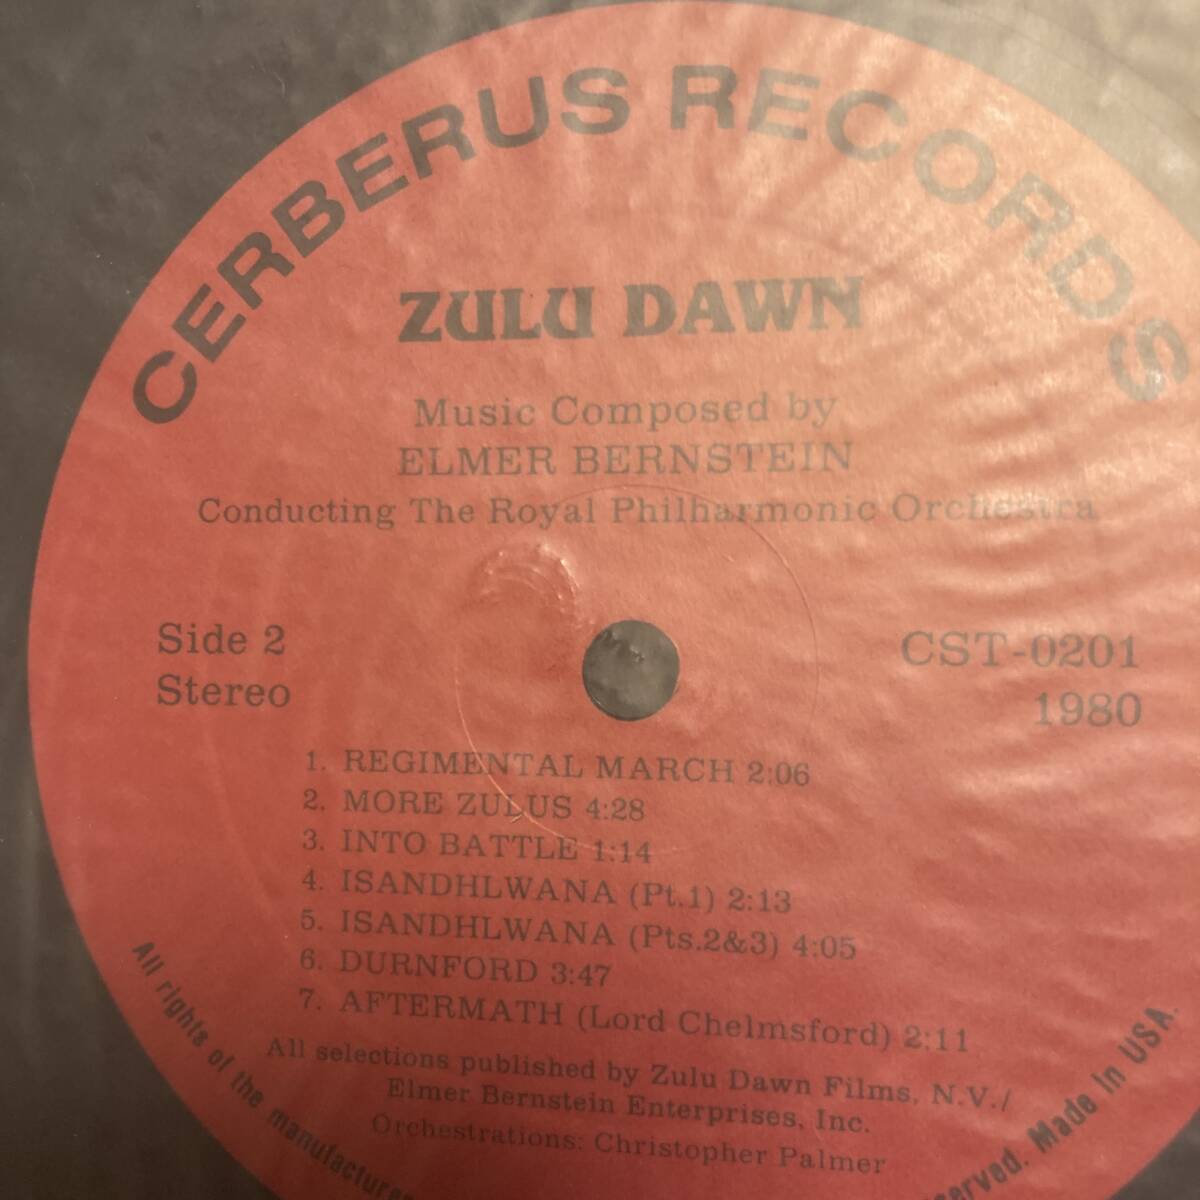 CERBERUS RECORDS
ZULU DAWN
Music Composed by
ELMER BERNSTEIN
Conducting The Royal Philharmonic Orchestra
Side 2
Stereo
CST-0201
1980
1. REGIMENTAL MARCH 2:06
2. MORE ZULUS 4:28
3. INTO BATTLE 1:14
4. ISANDHLWANA (Pt.1) 2:13
5. ISANDHLWANA (Pts.2&3) 4:05
6. DURNFORD 3:47
7. AFTERMATH (Lord Chelmsford) 2:11
All selections published by Zulu Dawn Films, N.V./
Elmer Bernstein Enterprises, Inc.
Orchestrations: Christopher Palmer
All rights of the manufacture
served. Made In USA.